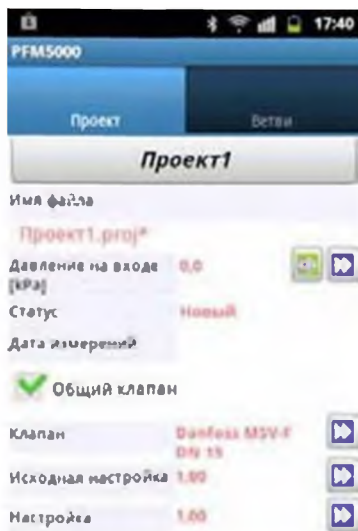 17:40
PFM5000
Проект Ветви
Проект1
Имя файла
Проект1.proj*
Давление на входе 0,0
[kPa]
Статус Новый
Дата измерений
Общий клапан
Клапан Danfoss MSV-F
DN 15
Исходная настройка 1.00
Настройка 1.00